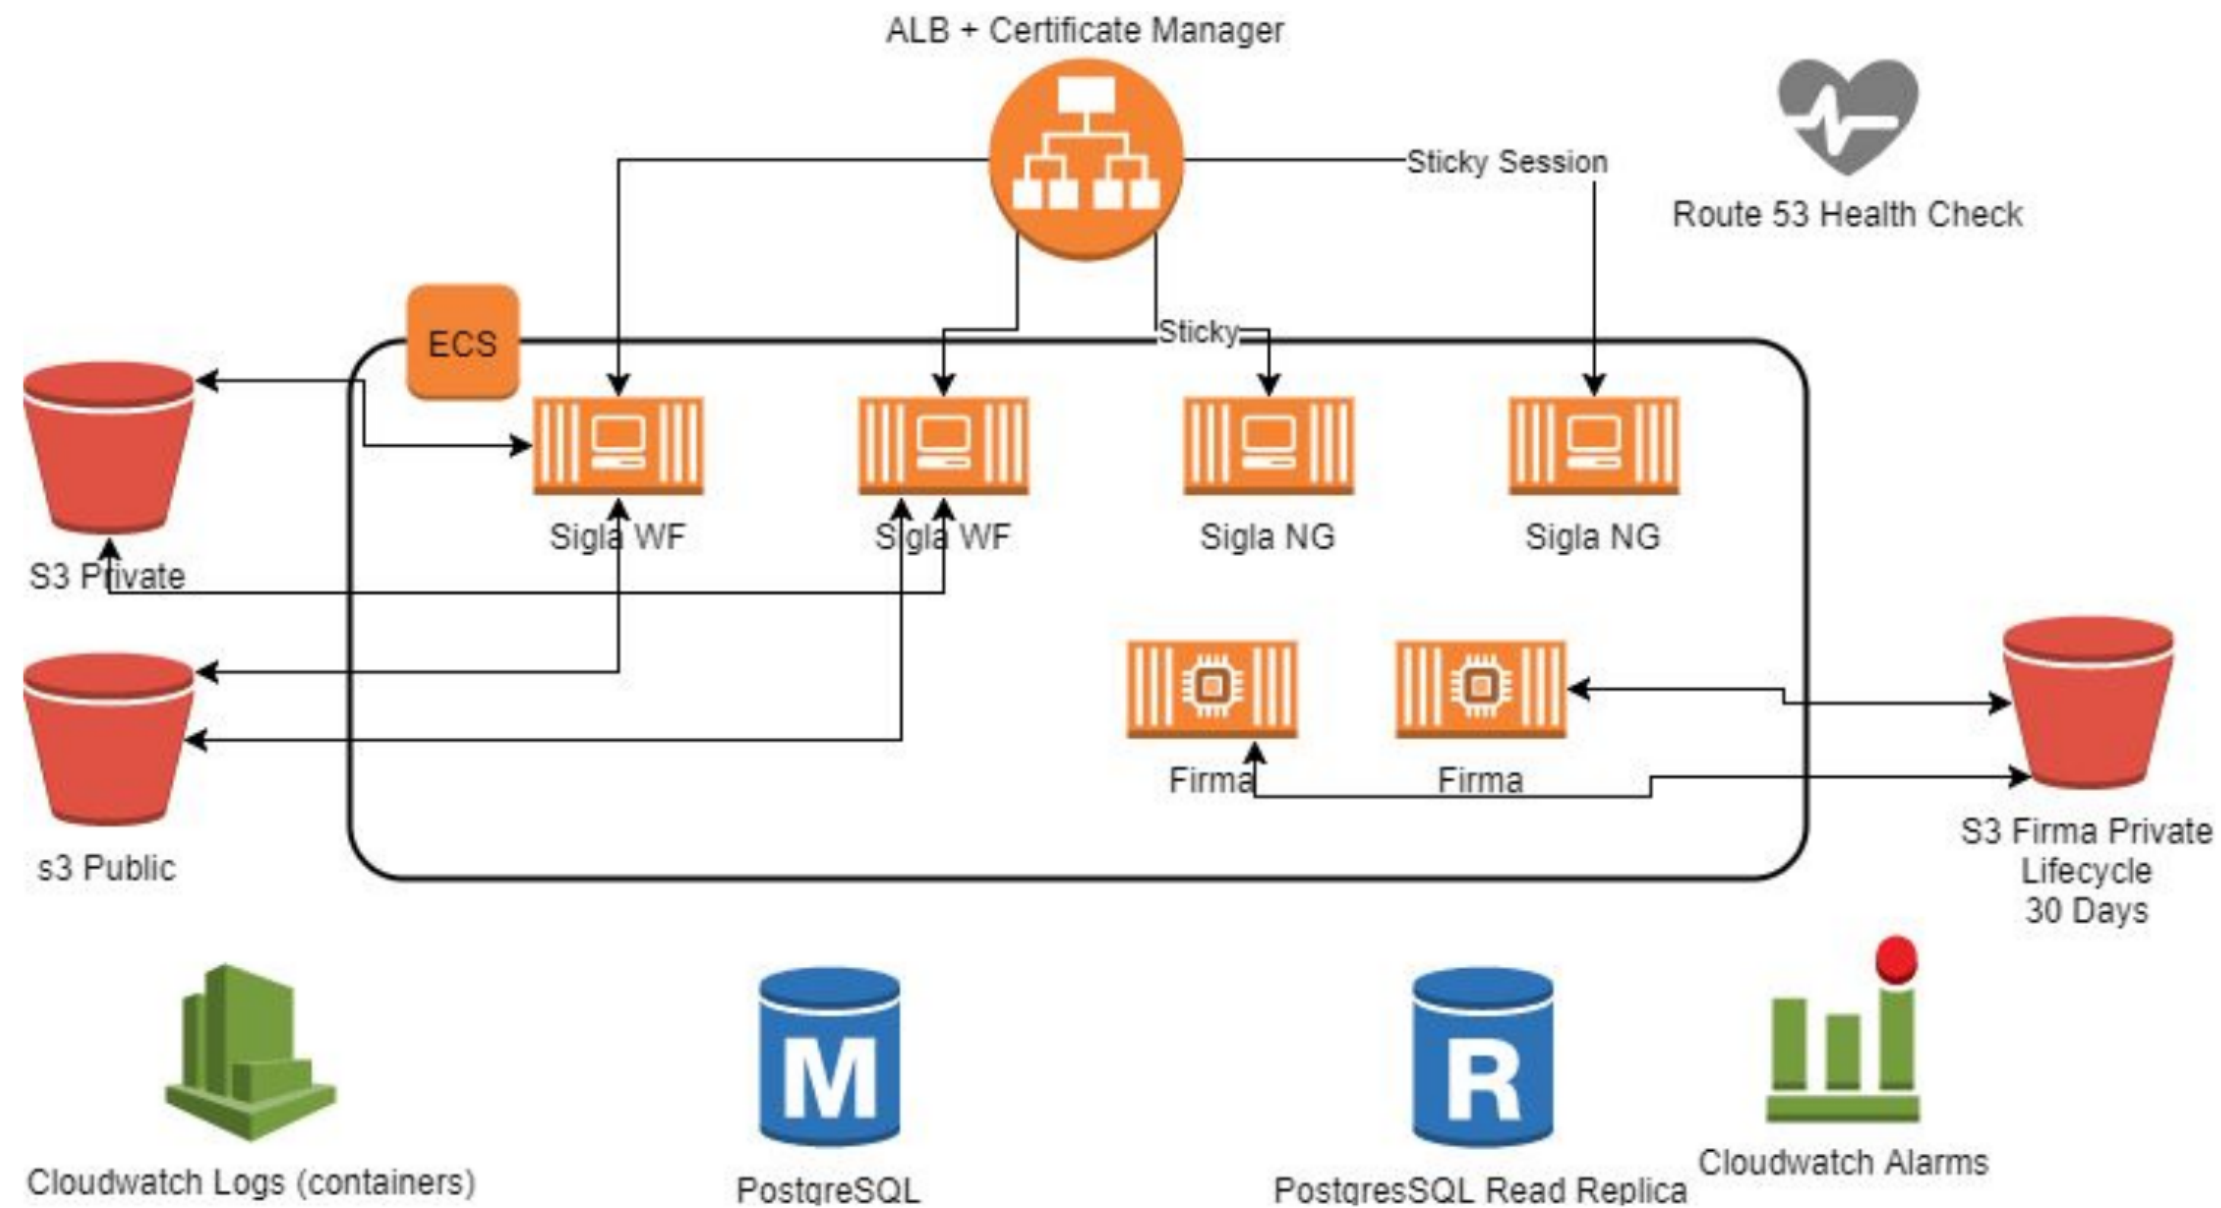 ALB + Certificate Manager
Sticky Session
Route 53 Health Check
Sticky
ECS
Sigla WF
Sigla WF
Sigla NG
Sigla NG
S3 Private
Firma
Firma
s3 Public
S3 Firma Private
Lifecycle
30 Days
M
R
Cloudwatch Logs (containers)
PostgreSQL
PostgresSQL Read Replica
Cloudwatch Alarms